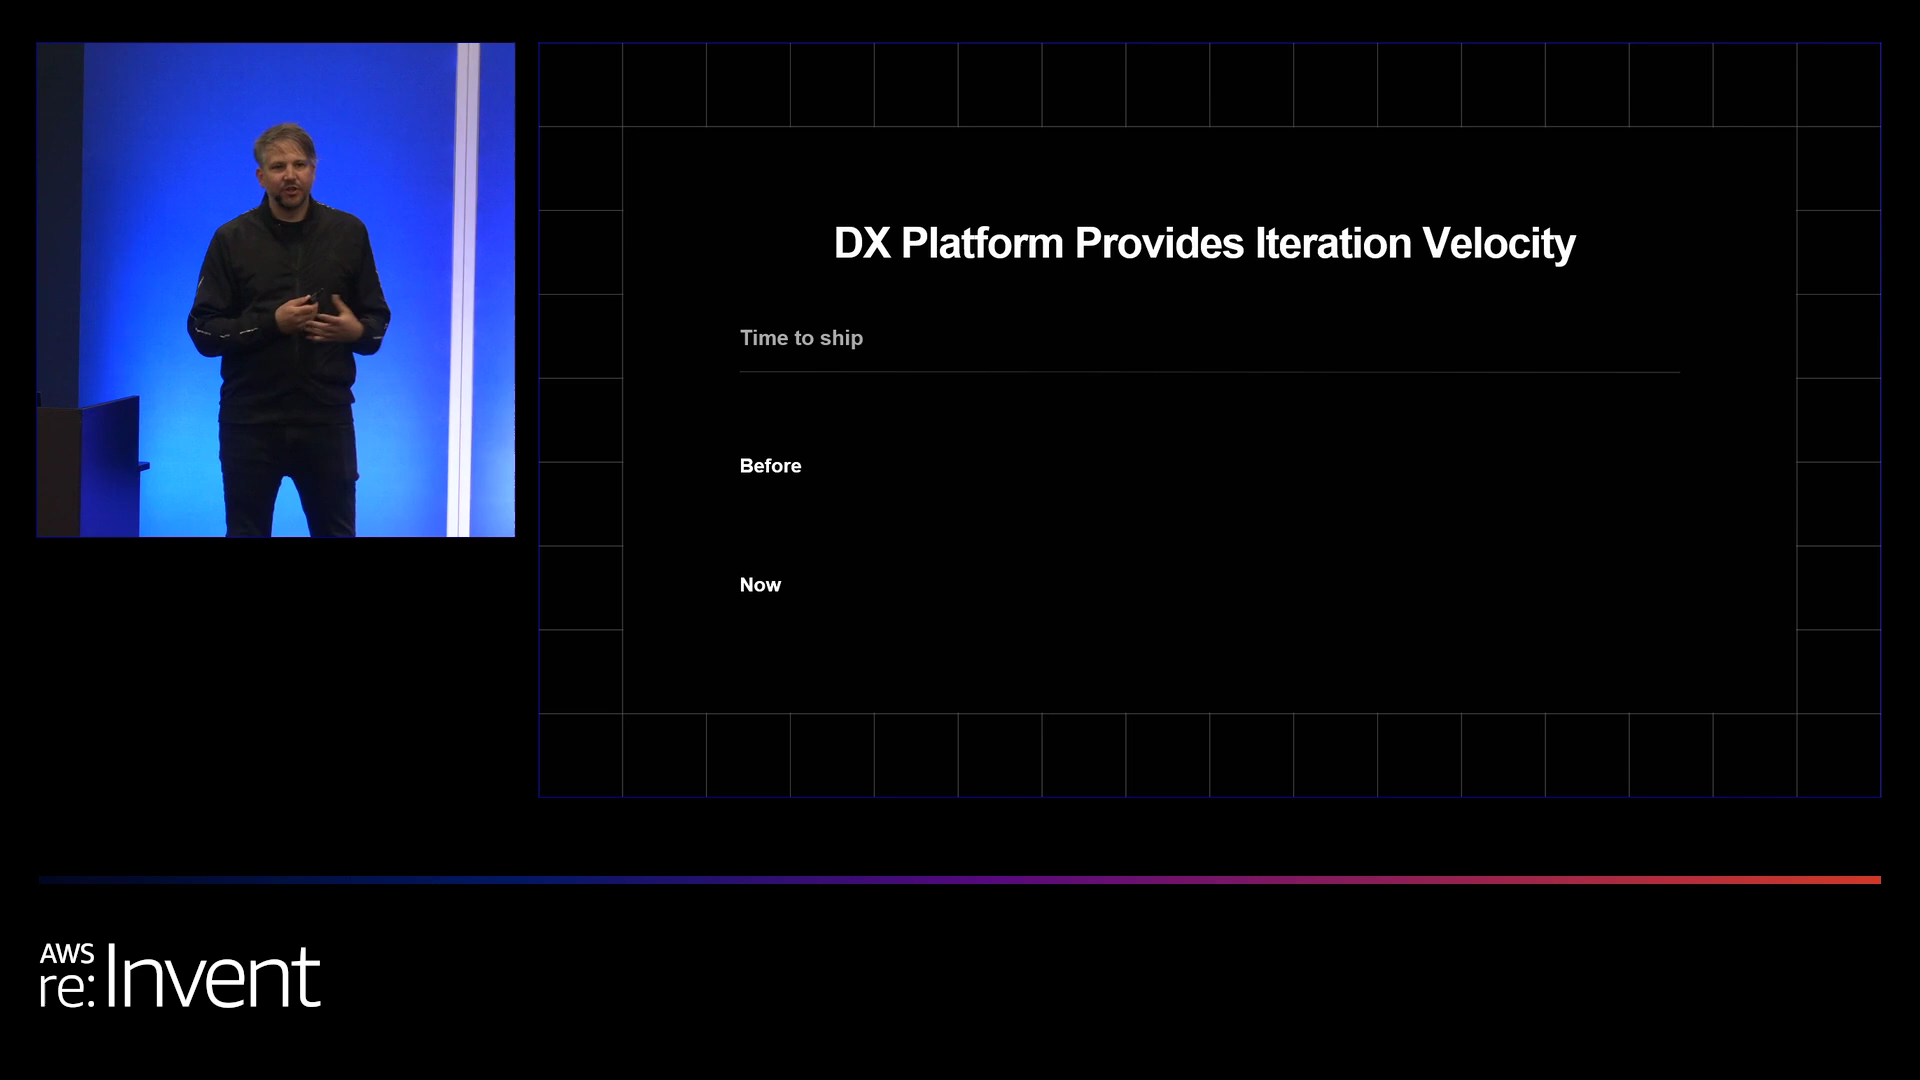 DX Platform Provides Iteration Velocity
Time to ship
Before
Now
AWS
re:Invent